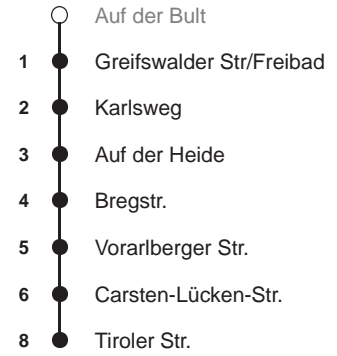 Auf der Bult
1 Greifswalder Str/Freibad
2 Karlsweg
3 Auf der Heide
4 Bregstr.
5 Vorarlberger Str.
6 Carsten-Lücken-Str.
8 Tiroler Str.